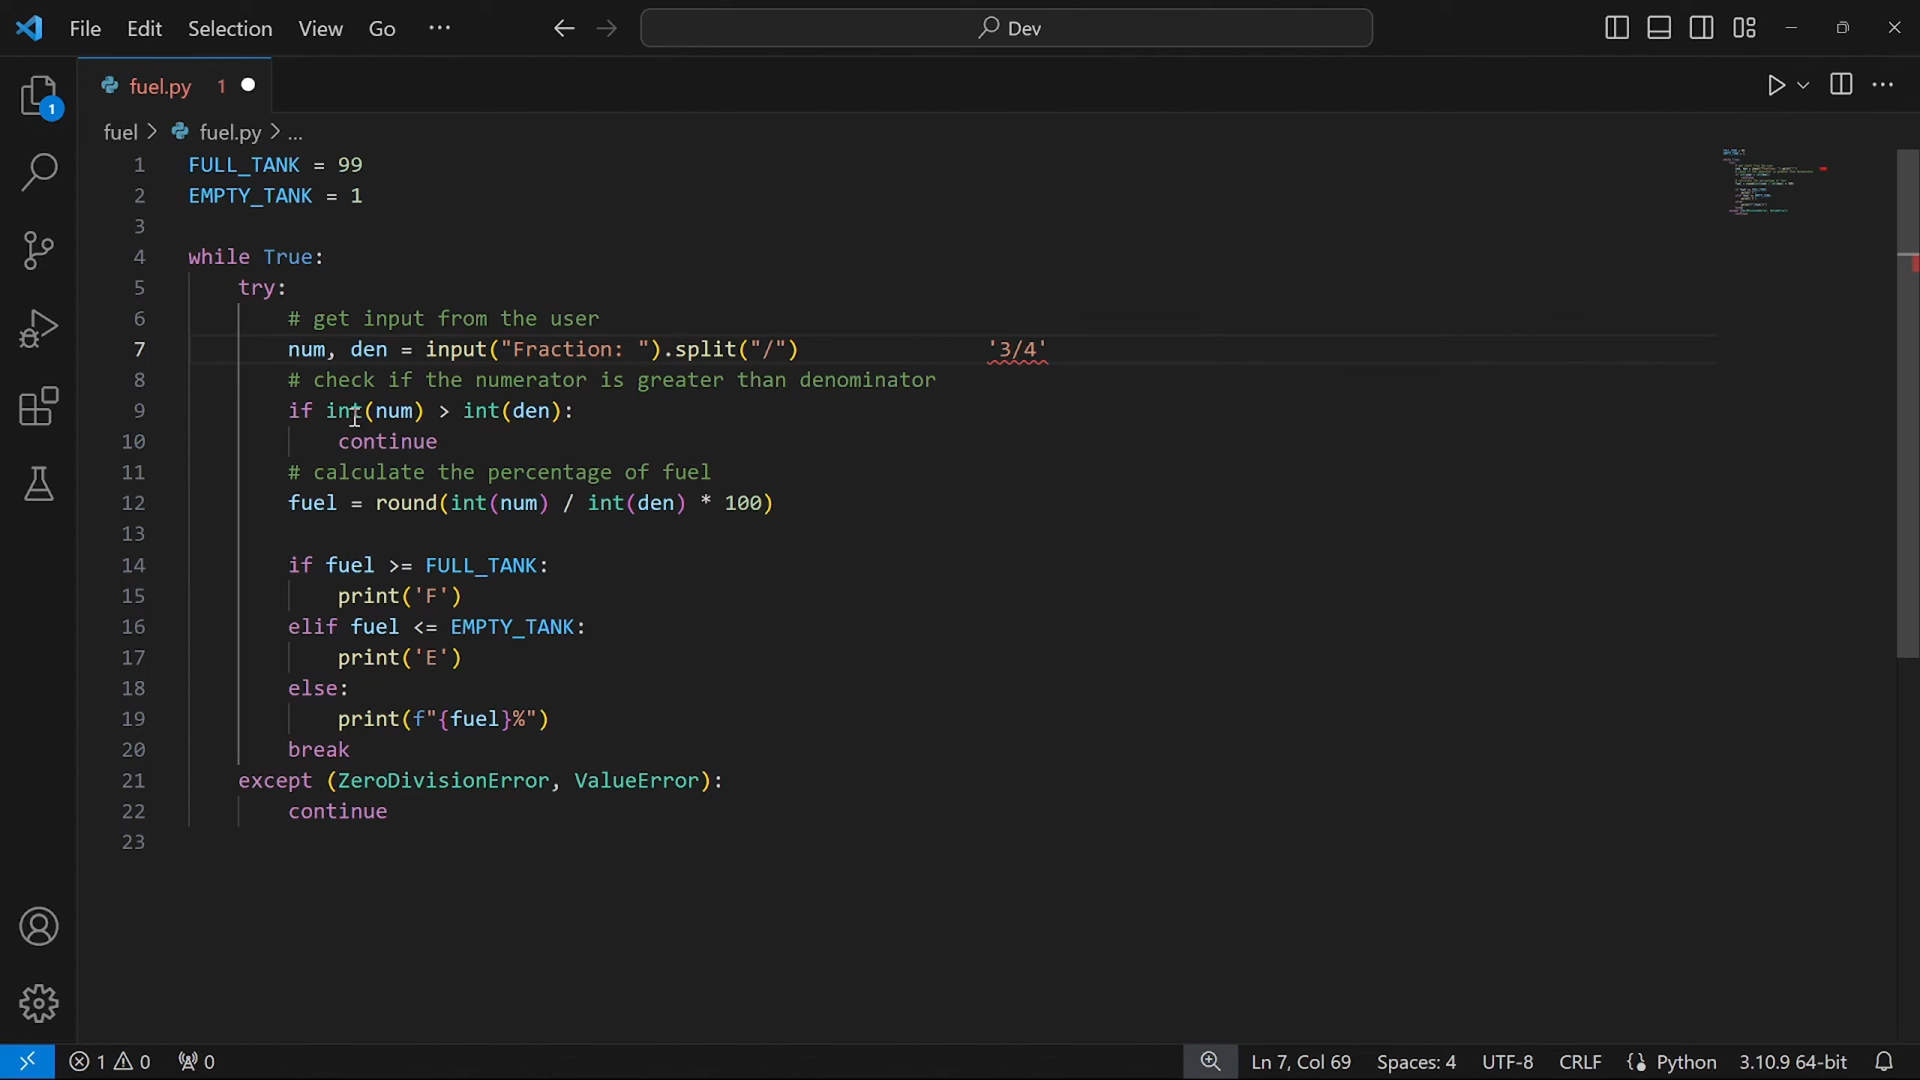 File Edit Selection View Go ··· Dev
fuel.py 1
1
fuel > fuel.py > ...
1 FULL_TANK = 99
2 EMPTY_TANK = 1
3
4 while True:
5 try:
6 # get input from the user
7 num, den = input("Fraction: ").split("/") '3/4'
8 # check if the numerator is greater than denominator
9 if int(num) > int(den):
10 continue
11 # calculate the percentage of fuel
12 fuel = round(int(num) / int(den) * 100)
13
14 if fuel >= FULL_TANK:
15 print('F')
16 elif fuel <= EMPTY_TANK:
17 print('E')
18 else:
19 print(f"{fuel}%")
20 break
21 except (ZeroDivisionError, ValueError):
22 continue
23
1 0 0 Ln 7, Col 69 Spaces: 4 UTF-8 CRLF Python 3.10.9 64-bit